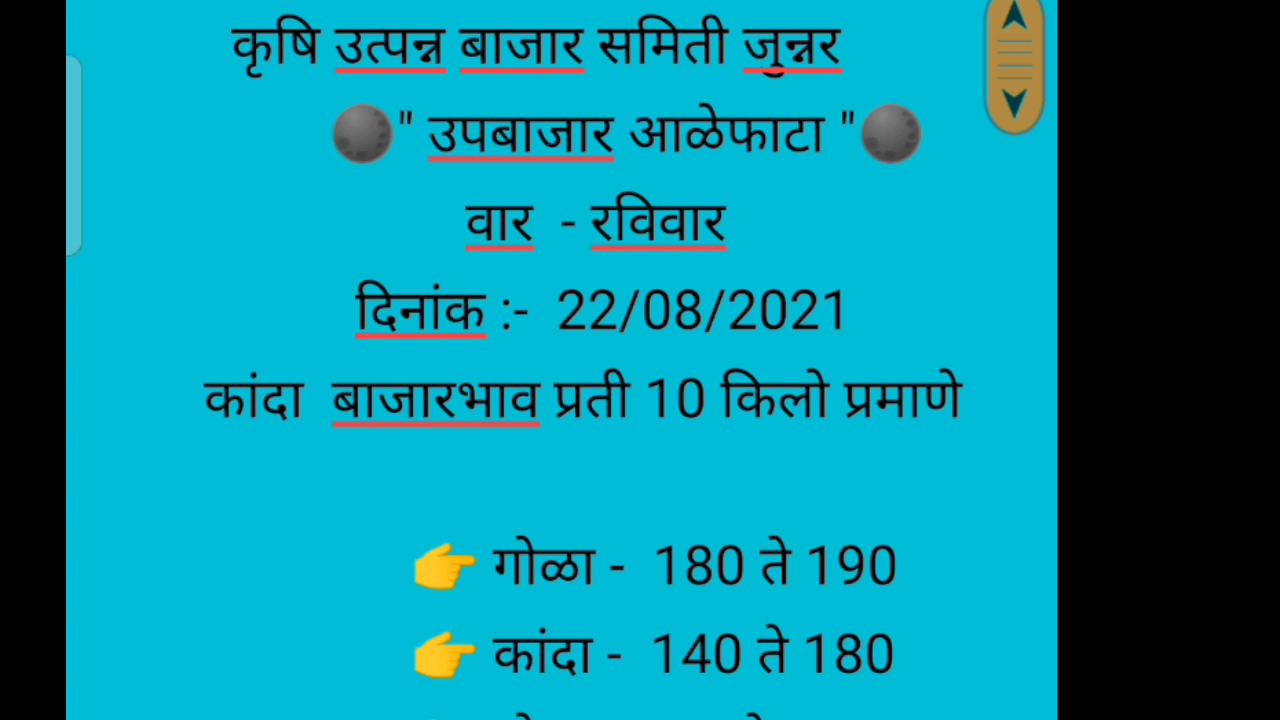 कृषि उत्पन्न बाजार समिती जुन्नर
" उपबाजार आळेफाटा "
वार - रविवार
दिनांक :- 22/08/2021
कांदा बाजारभाव प्रती 10 किलो प्रमाणे
👉 गोळा - 180 ते 190
👉 कांदा - 140 ते 180